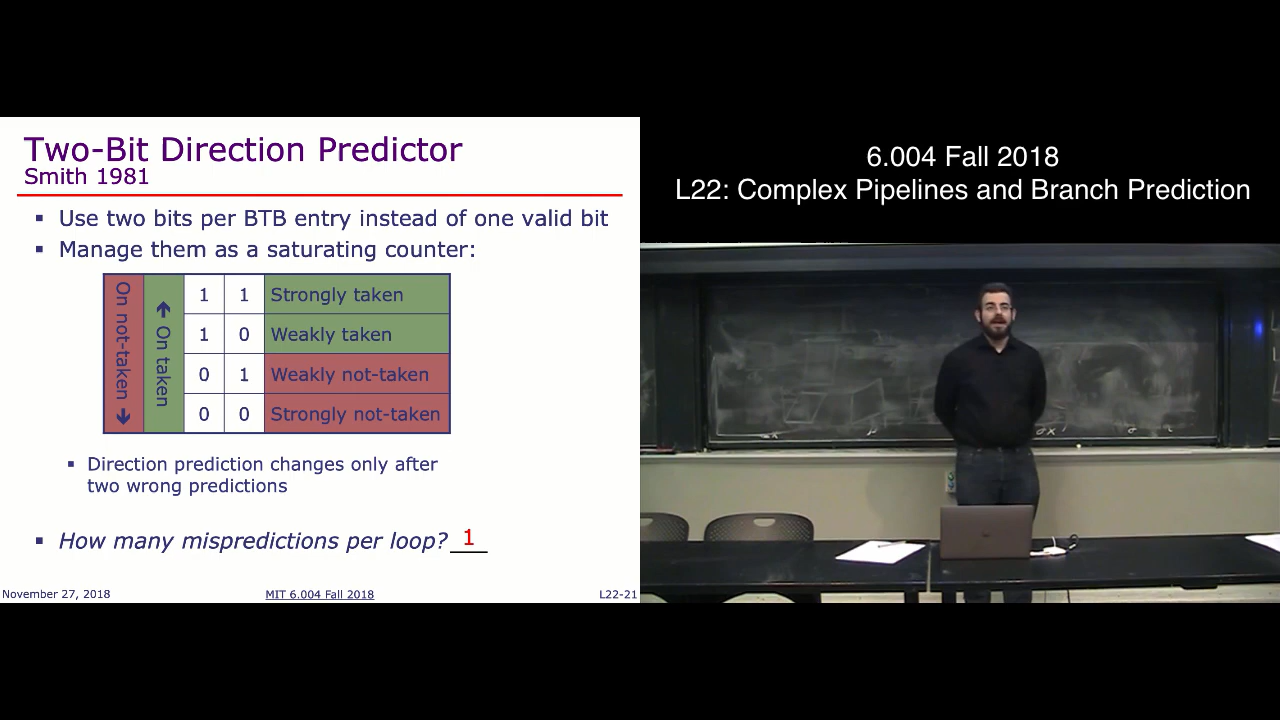 Two-Bit Direction Predictor
Smith 1981
▪ Use two bits per BTB entry instead of one valid bit
▪ Manage them as a saturating counter:
On not-taken →
← On taken
1 1 Strongly taken
1 0 Weakly taken
0 1 Weakly not-taken
0 0 Strongly not-taken
▪ Direction prediction changes only after
two wrong predictions
▪ How many mispredictions per loop? 1
November 27, 2018 MIT 6.004 Fall 2018 L22-21
6.004 Fall 2018
L22: Complex Pipelines and Branch Prediction